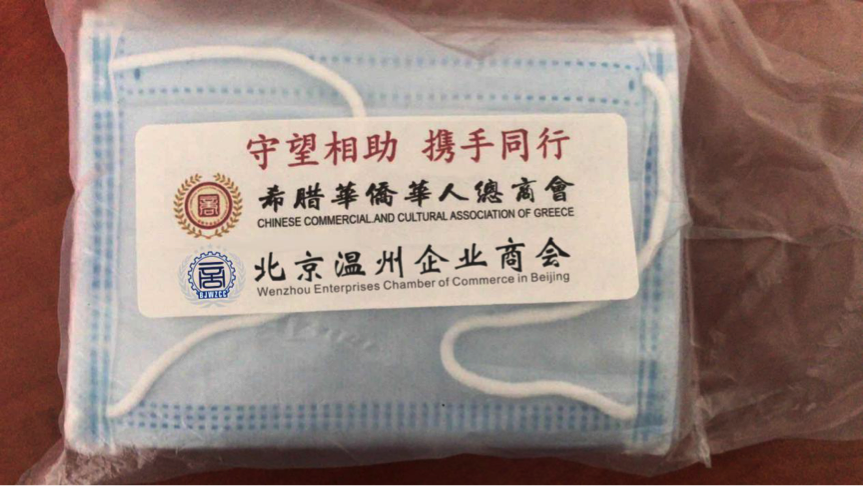 守望相助 携手同行
希腊華僑華人總商會
CHINESE COMMERCIAL AND CULTURAL ASSOCIATION OF GREECE
北京温州企业商会
Wenzhou Enterprises Chamber of Commerce in Beijing
BJWZCC